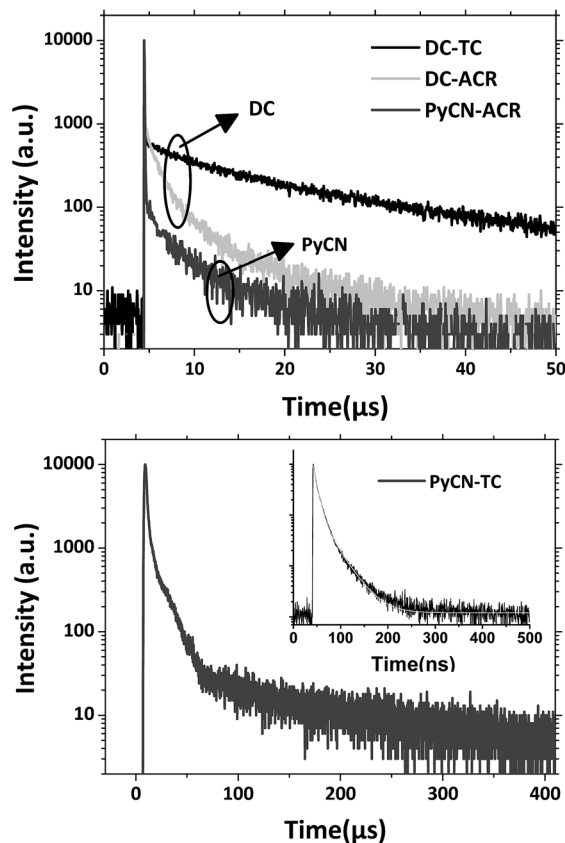 10000
1000
100
10
Intensity (a.u.)
DC-TC
DC-ACR
PyCN-ACR
DC
PyCN
0 10 20 30 40 50
Time(µs)
10000
1000
100
10
Intensity (a.u.)
PyCN-TC
0 100 200 300 400 500
Time(ns)
0 100 200 300 400
Time(µs)